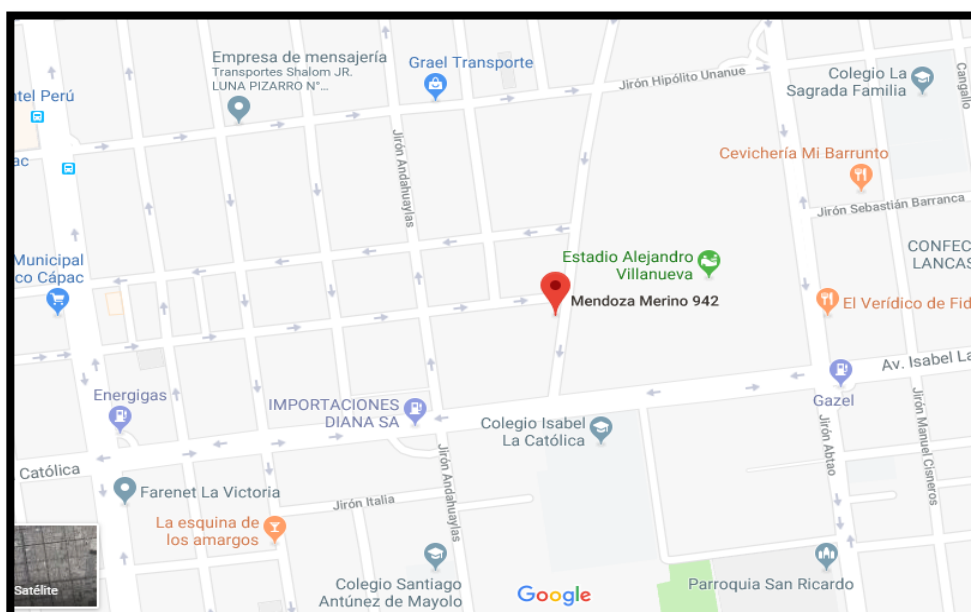 Empresa de mensajería
Transportes Shalom JR.
LUNA PIZARRO N°...
Grael Transporte
Jirón Hipólito Unanue
Colegio La
Sagrada Familia
Cangallo
ntel Perú
Jirón Andahuaylas
Cevichería Mi Barrunto
ac
Jirón Sebastián Barranca
Municipal
co Cápac
Estadio Alejandro
Villanueva
CONFEC
LANCAS
Mendoza Merino 942
El Verídico de Fid
Av. Isabel La
Energigas
IMPORTACIONES
DIANA SA
Gazel
Colegio Isabel
La Católica
Católica
Jirón Andahuaylas
Jirón Abtao
Jirón Manuel Cisneros
Farenet La Victoria
Jirón Italia
La esquina de
los amargos
Satélite
Colegio Santiago
Antúnez de Mayolo
Google
Parroquia San Ricardo